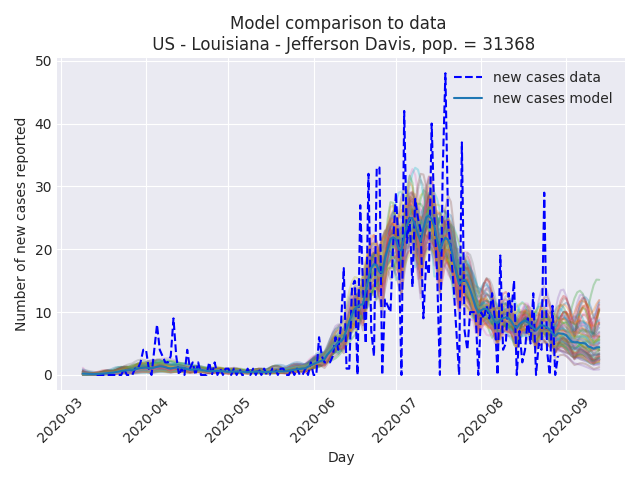 Model comparison to data
US - Louisiana - Jefferson Davis, pop. = 31368
new cases data
new cases model
Number of new cases reported
50
40
30
20
10
0
2020-03
2020-04
2020-05
2020-06
2020-07
2020-08
2020-09
Day